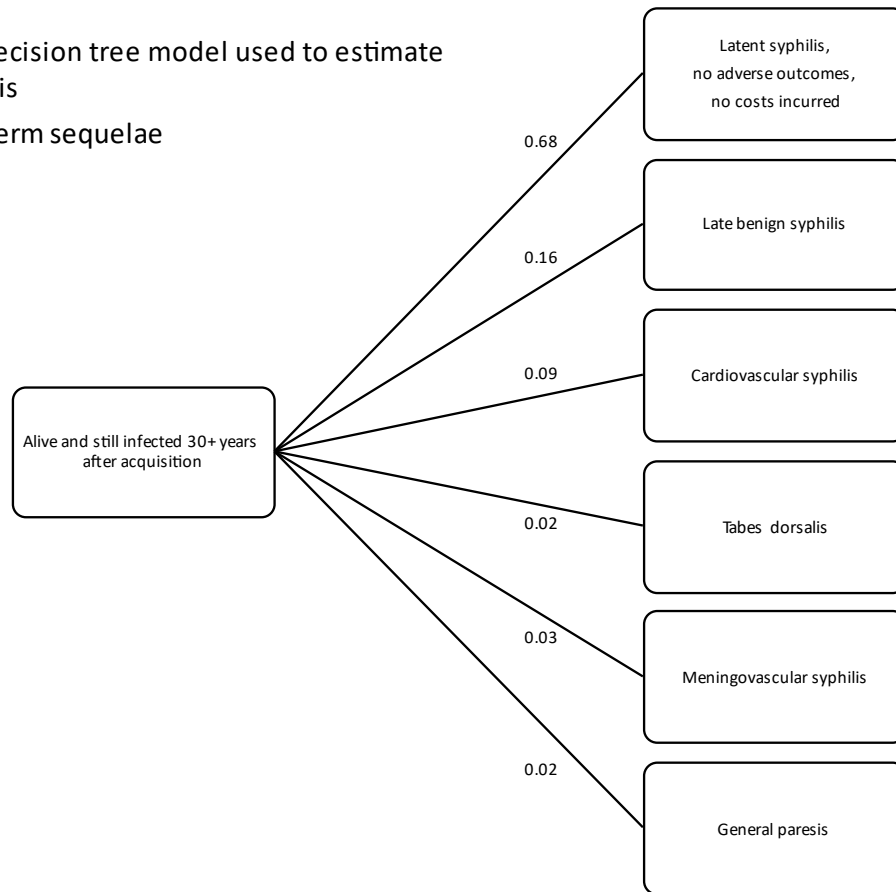 ecision tree model used to estimate
is
erm sequelae
0.68
0.16
0.09
0.02
0.03
0.02
Alive and still infected 30+ years
after acquisition
Latent syphilis,
no adverse outcomes,
no costs incurred
Late benign syphilis
Cardiovascular syphilis
Tabes dorsalis
Meningovascular syphilis
General paresis